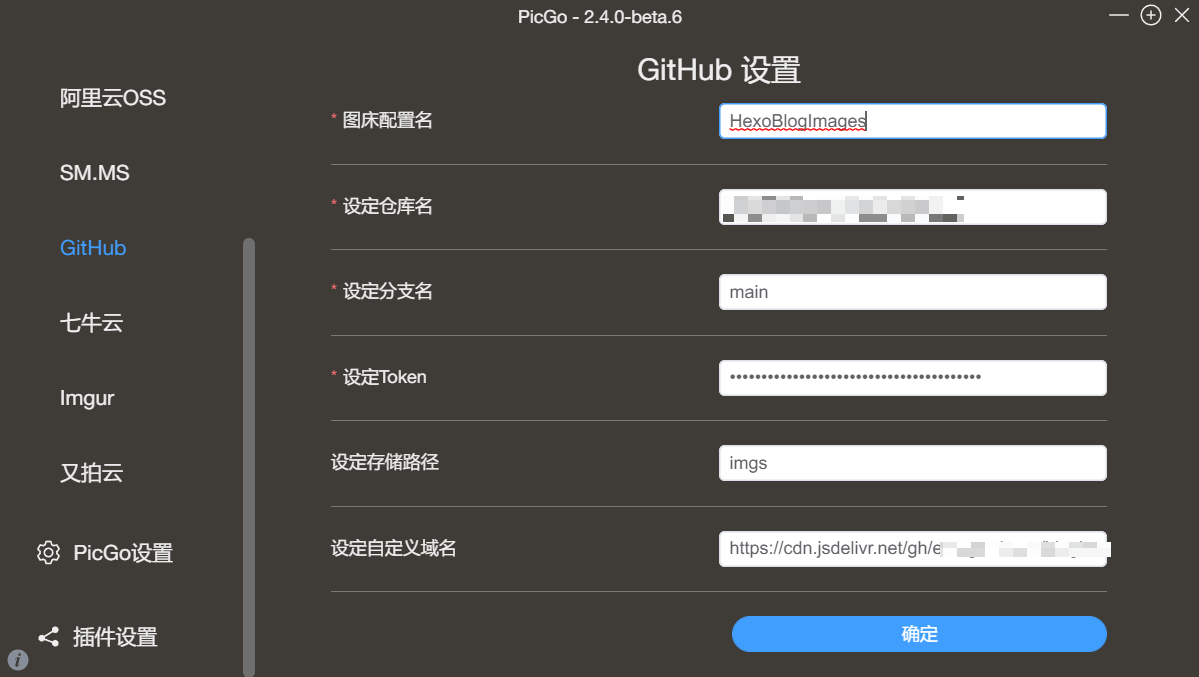 PicGo - 2.4.0-beta.6
阿里云OSS
SM.MS
GitHub
七牛云
Imgur
又拍云
PicGo设置
插件设置
GitHub 设置
* 图床配置名
HexoBlogImages
* 设定仓库名
* 设定分支名
main
* 设定Token
••••••••••••••••••••••••••••••••••••••••
设定存储路径
imgs
设定自定义域名
https://cdn.jsdelivr.net/gh/e
确定